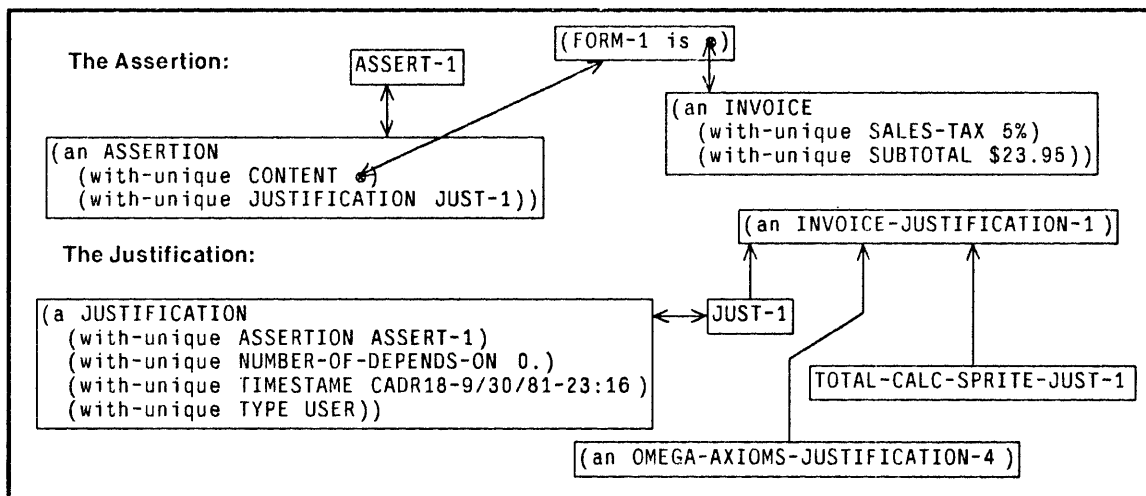 The Assertion:
ASSERT-1
(FORM-1 is )
(an INVOICE
(with-unique SALES-TAX 5%)
(with-unique SUBTOTAL $23.95))
(an ASSERTION
(with-unique CONTENT )
(with-unique JUSTIFICATION JUST-1))
The Justification:
(an INVOICE-JUSTIFICATION-1 )
(a JUSTIFICATION
(with-unique ASSERTION ASSERT-1)
(with-unique NUMBER-OF-DEPENDS-ON 0.)
(with-unique TIMESTAME CADR18-9/30/81-23:16 )
(with-unique TYPE USER))
JUST-1
TOTAL-CALC-SPRITE-JUST-1
(an OMEGA-AXIOMS-JUSTIFICATION-4 )